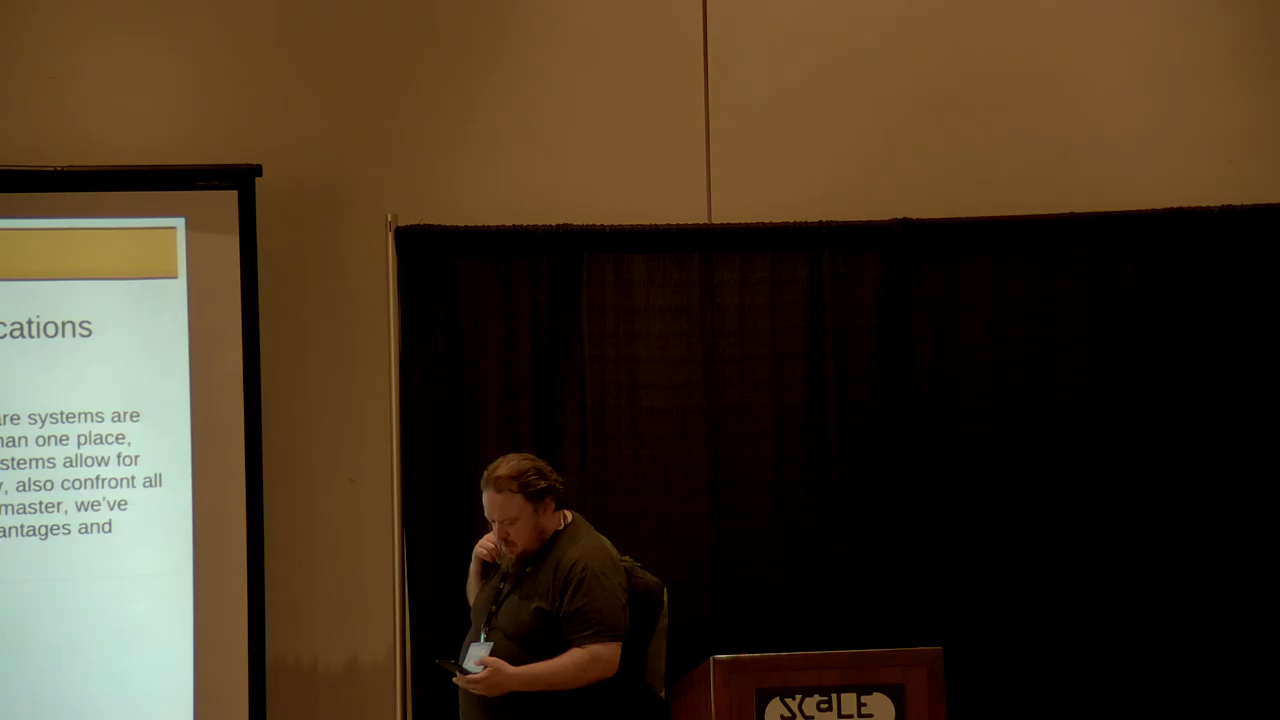 cations
are systems are
han one place,
stems allow for
y, also confront all
master, we've
antages and
SCaLE